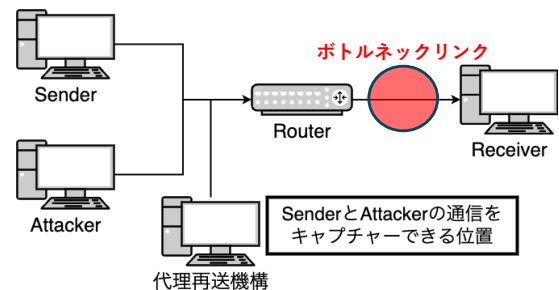 ボトルネックリンク
Sender
Router
Receiver
Attacker
SenderとAttackerの通信を
キャプチャーできる位置
代理再送機構